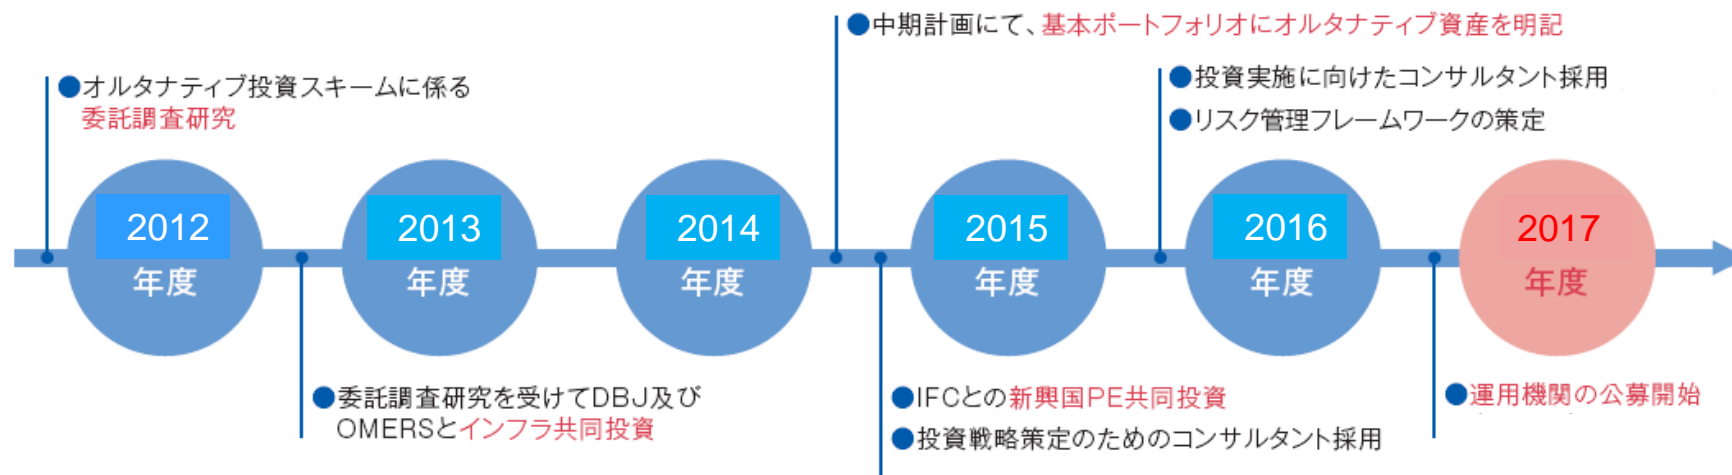 ●中期計画にて、基本ポートフォリオにオルタナティブ資産を明記
●オルタナティブ投資スキームに係る
委託調査研究
●投資実施に向けたコンサルタント採用
●リスク管理フレームワークの策定
2012
年度
2013
年度
2014
年度
2015
年度
2016
年度
2017
年度
●委託調査研究を受けてDBJ及び
OMERSとインフラ共同投資
●IFCとの新興国PE共同投資
●投資戦略策定のためのコンサルタント採用
●運用機関の公募開始